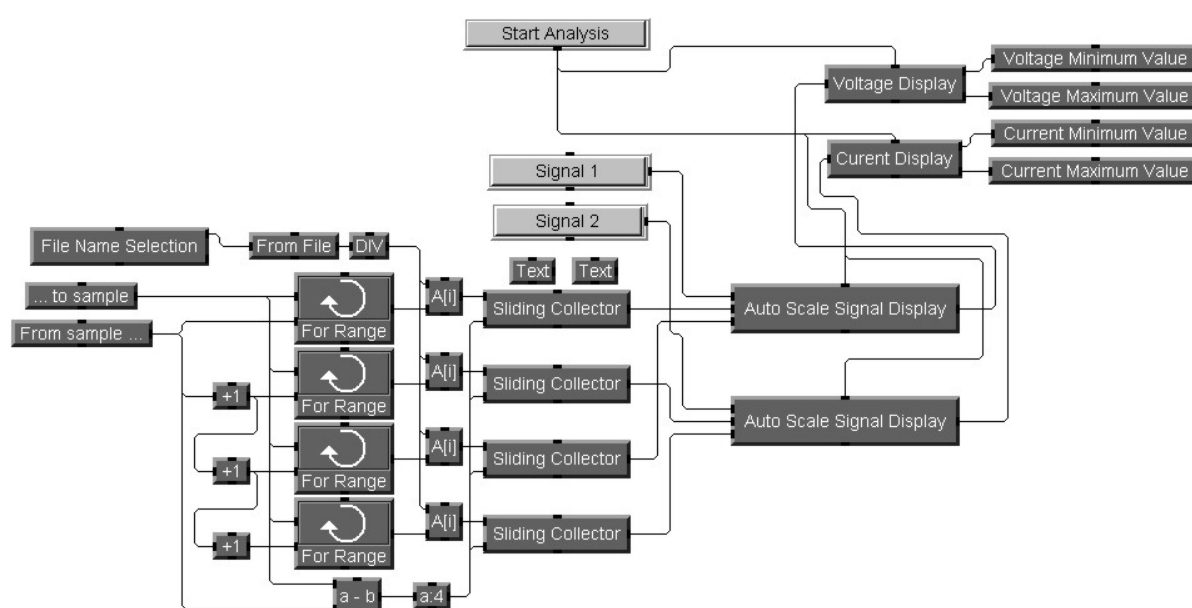 Start Analysis
Voltage Display
Voltage Minimum Value
Voltage Maximum Value
Curent Display
Current Minimum Value
Current Maximum Value
Signal 1
Signal 2
File Name Selection
From File
DIV
Text
Text
... to sample
From sample ...
For Range
A[i]
Sliding Collector
Auto Scale Signal Display
+1
For Range
A[i]
Sliding Collector
Auto Scale Signal Display
+1
For Range
A[i]
Sliding Collector
+1
For Range
A[i]
Sliding Collector
a - b
a:4